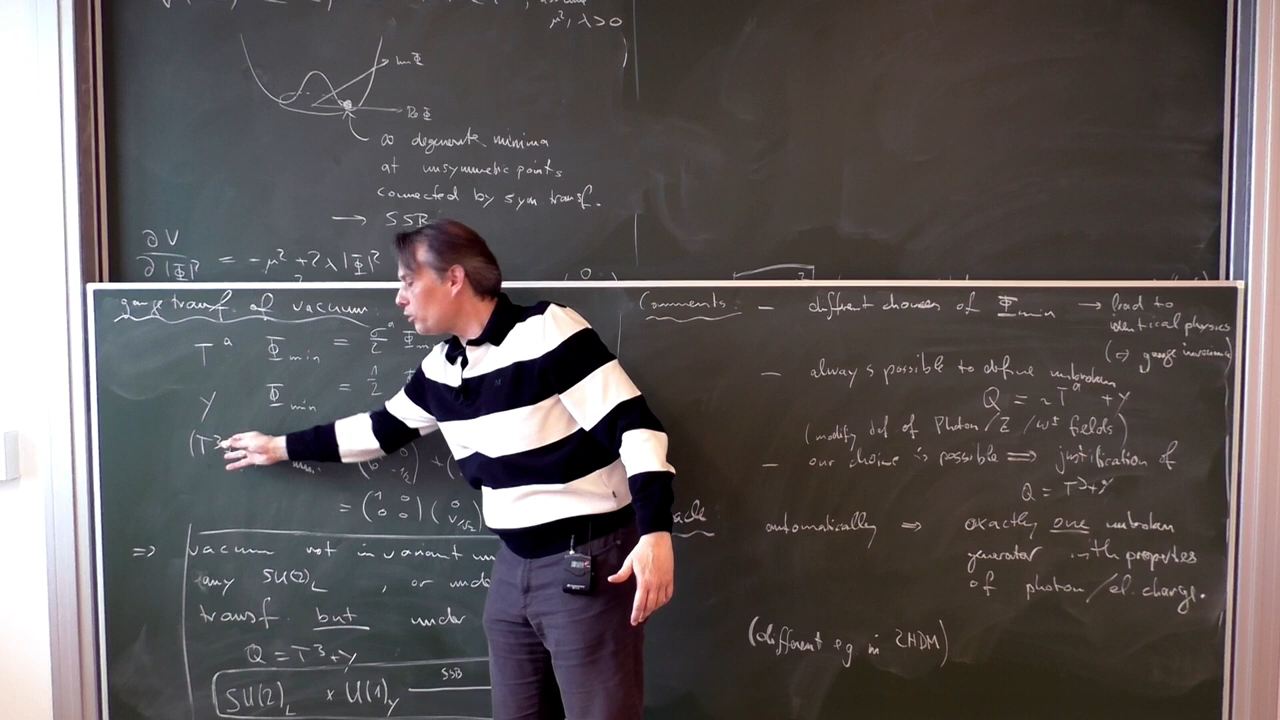 μ², λ>0
Im Φ
Re Φ
∞ degenerate minima
at unsymmetric points
connected by sym. transf.
→ SSB
∂V
∂|Φ|² = -μ² + 2λ|Φ|²
gauge transf. of vacuum
T^a Φ_min = σ^a/2 Φ_m
Y Φ_min = 1/2
(T³
= (1 0 / 0 0) (0 / v/√2)
⇒ vacuum not invariant un
any SU(2)_L , or unde
transf. but under
Q = T³+Y
SU(2)_L × U(1)_Y SSB
Comments – different choices of Φ_min → lead to
identical physics
(⇒ gauge invariance)
– always possible to define unbroken
Q = n T^a + Y
(modify def of Photon/Z/W± fields)
– our choice is possible ⇒ justification of
Q = T³+Y
automatically ⇒ exactly one unbroken
generator with properties
of photon/el. charge.
(different eg in 2HDM)